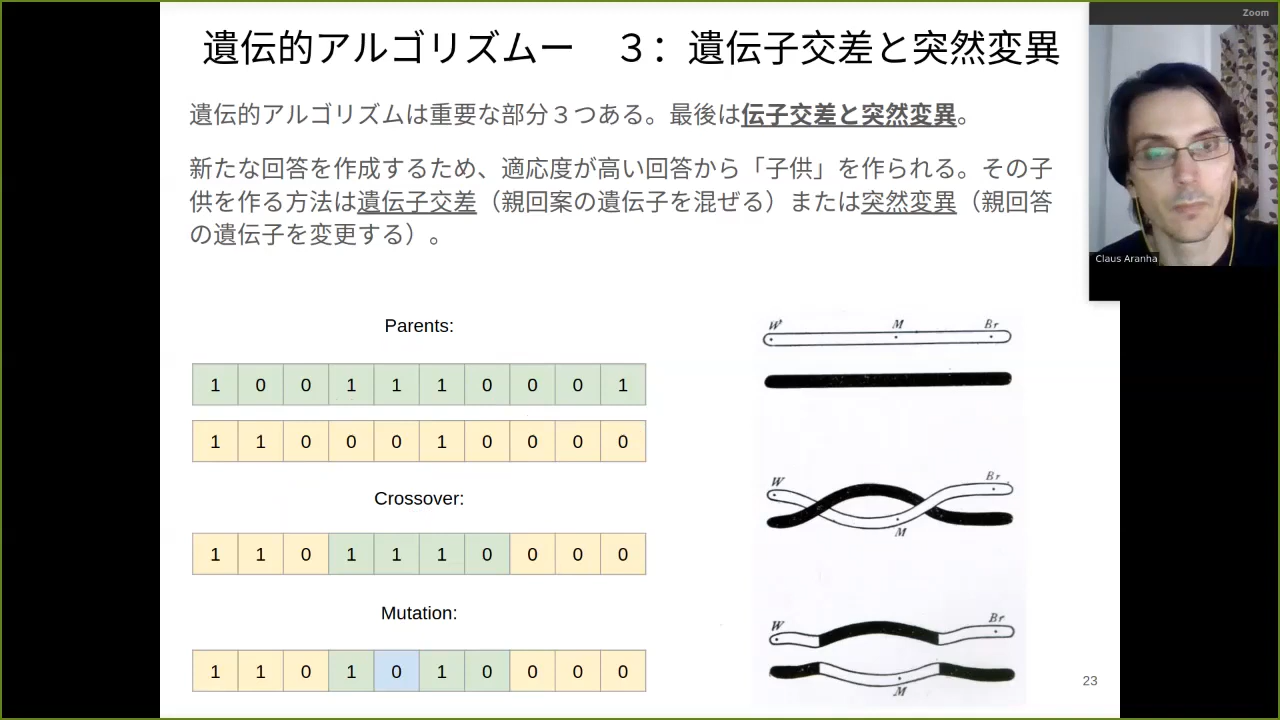 遺伝的アルゴリズムー　３：遺伝子交差と突然変異
遺伝的アルゴリズムは重要な部分３つある。最後は伝子交差と突然変異。
新たな回答を作成するため、適応度が高い回答から「子供」を作られる。その子
供を作る方法は遺伝子交差（親回案の遺伝子を混ぜる）または突然変異（親回答
の遺伝子を変更する）。
Parents:
1 0 0 1 1 1 0 0 0 1
1 1 0 0 0 1 0 0 0 0
Crossover:
1 1 0 1 1 1 0 0 0 0
Mutation:
1 1 0 1 0 1 0 0 0 0
W M Br
W Br
M
W Br
M
23
Zoom
Claus Aranha